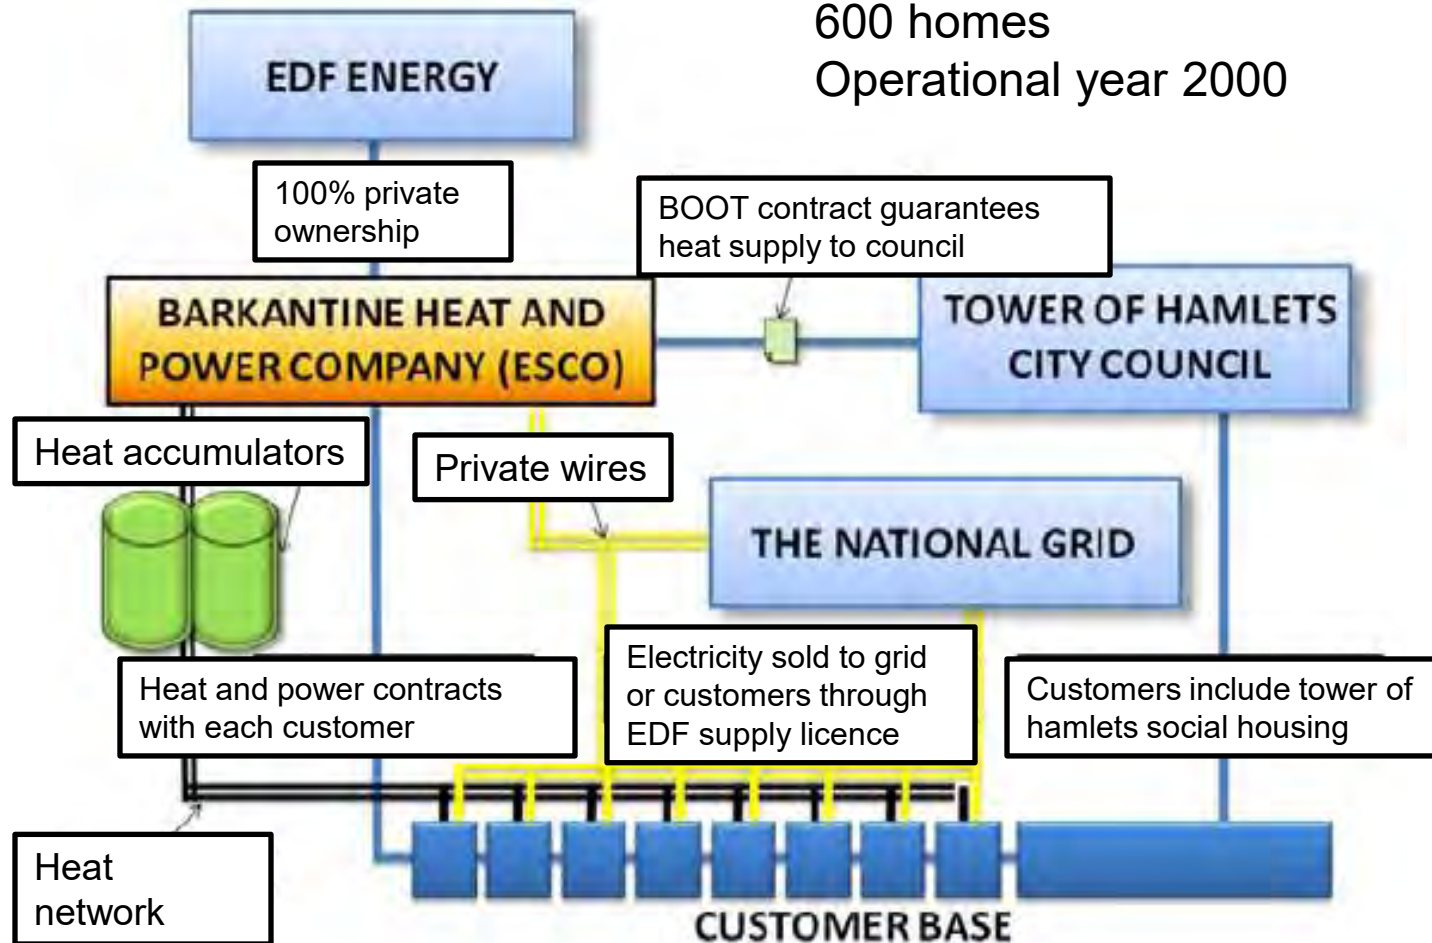 600 homes
Operational year 2000
EDF ENERGY
100% private
ownership
BOOT contract guarantees
heat supply to council
BARKANTINE HEAT AND
POWER COMPANY (ESCO)
TOWER OF HAMLETS
CITY COUNCIL
Heat accumulators
Private wires
THE NATIONAL GRID
Heat and power contracts
with each customer
Electricity sold to grid
or customers through
EDF supply licence
Customers include tower of
hamlets social housing
Heat
network
CUSTOMER BASE